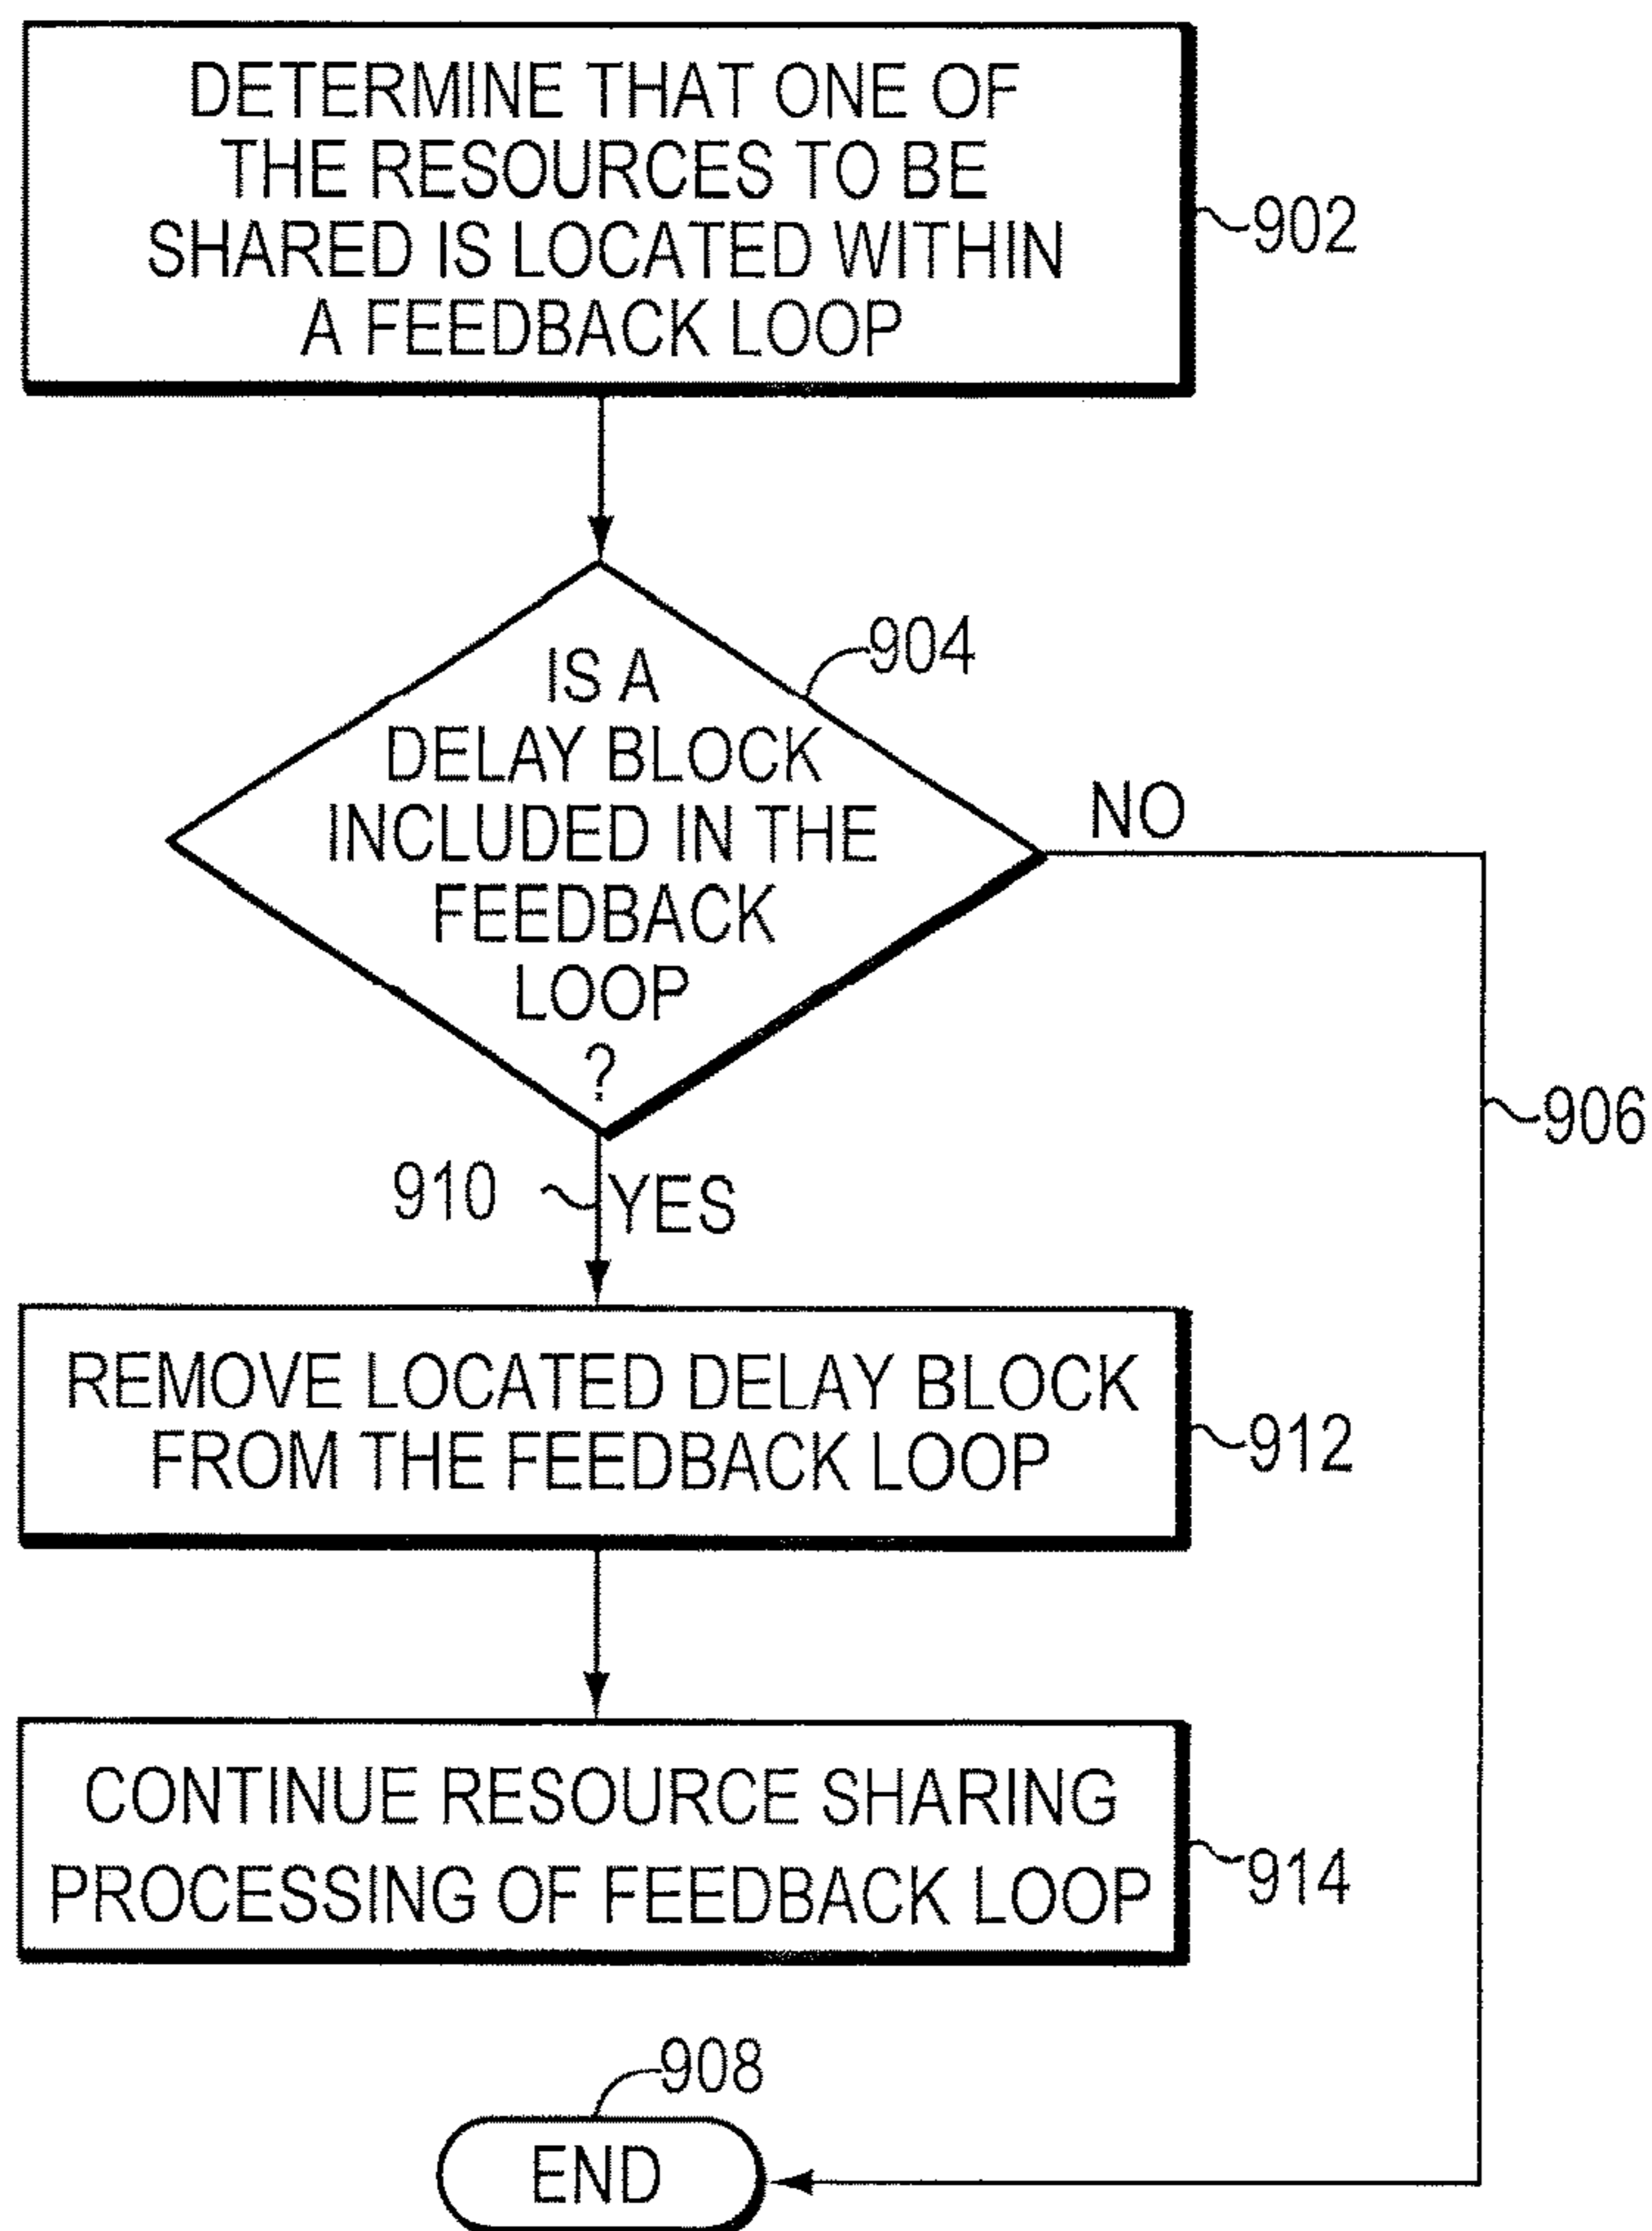 DETERMINE THAT ONE OF
THE RESOURCES TO BE
SHARED IS LOCATED WITHIN
A FEEDBACK LOOP
902
904
IS A
DELAY BLOCK
INCLUDED IN THE
FEEDBACK
LOOP
?
NO
906
910
YES
REMOVE LOCATED DELAY BLOCK
FROM THE FEEDBACK LOOP
912
CONTINUE RESOURCE SHARING
PROCESSING OF FEEDBACK LOOP
914
908
END